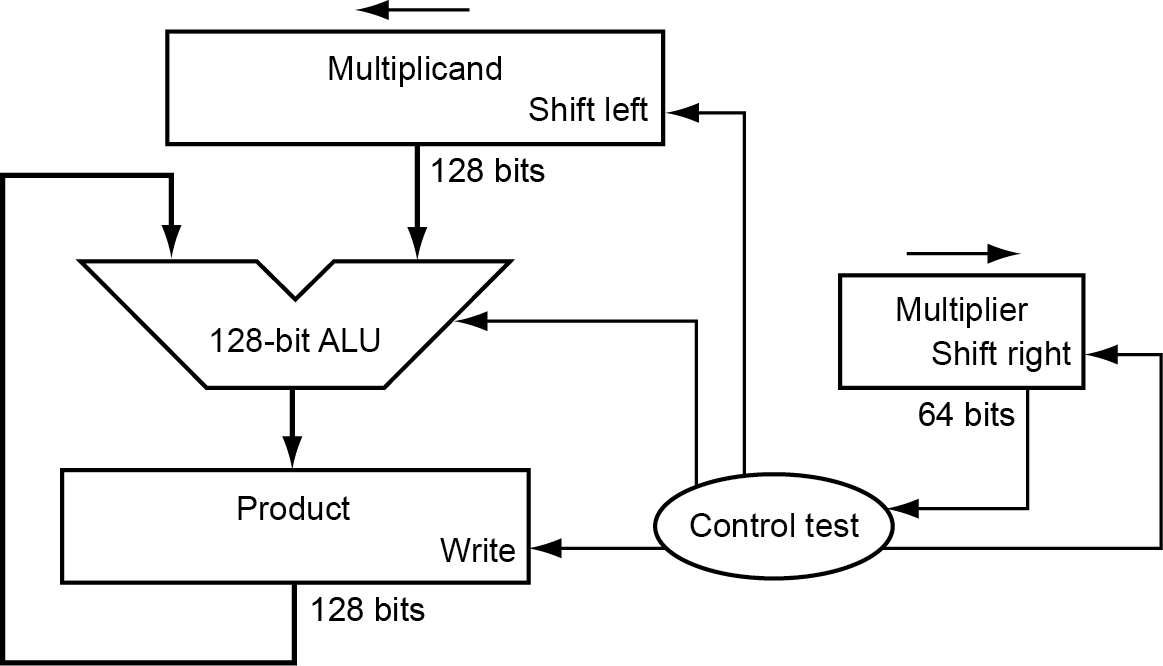 Multiplicand
Shift left
128 bits
128-bit ALU
Multiplier
Shift right
64 bits
Product
Write
128 bits
Control test